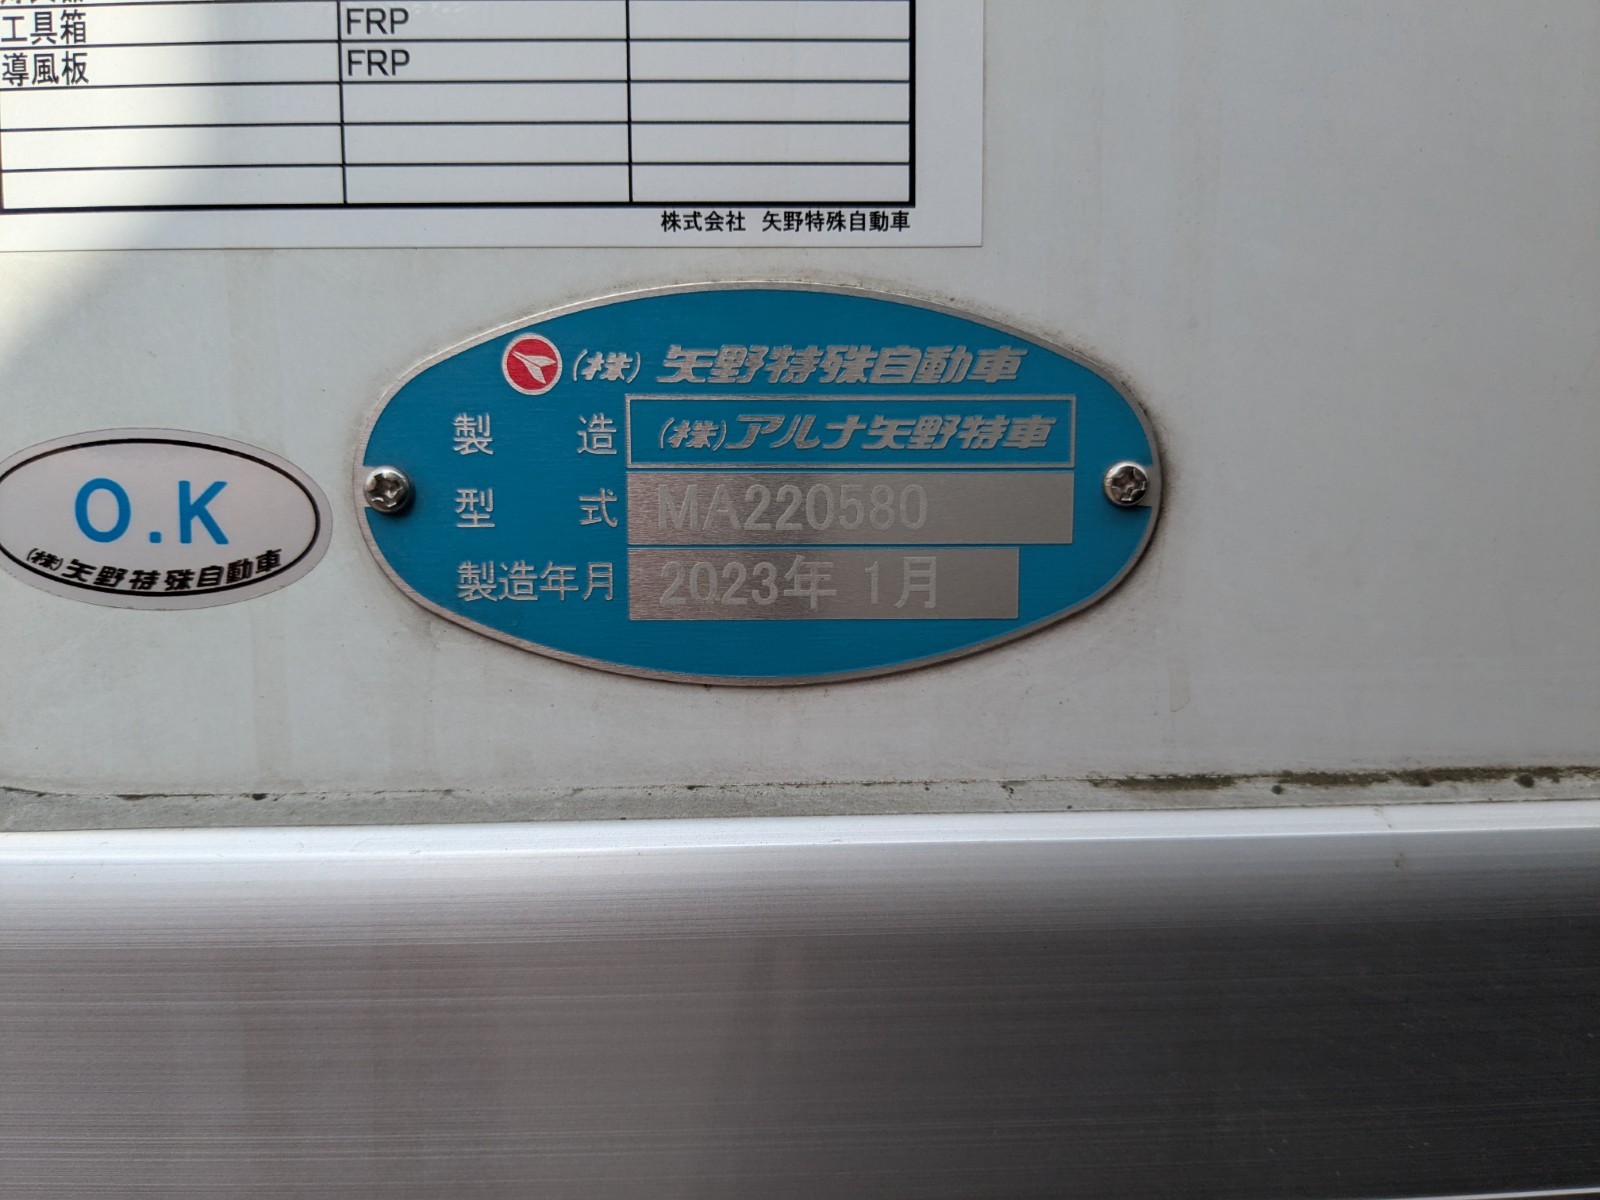 工具箱 FRP
導風板 FRP
株式会社 矢野特殊自動車
(株) 矢野特殊自動車
製造 (株)アルナ矢野特車
型式 MA220580
製造年月 2023年 1月
O.K
(株)矢野特殊自動車